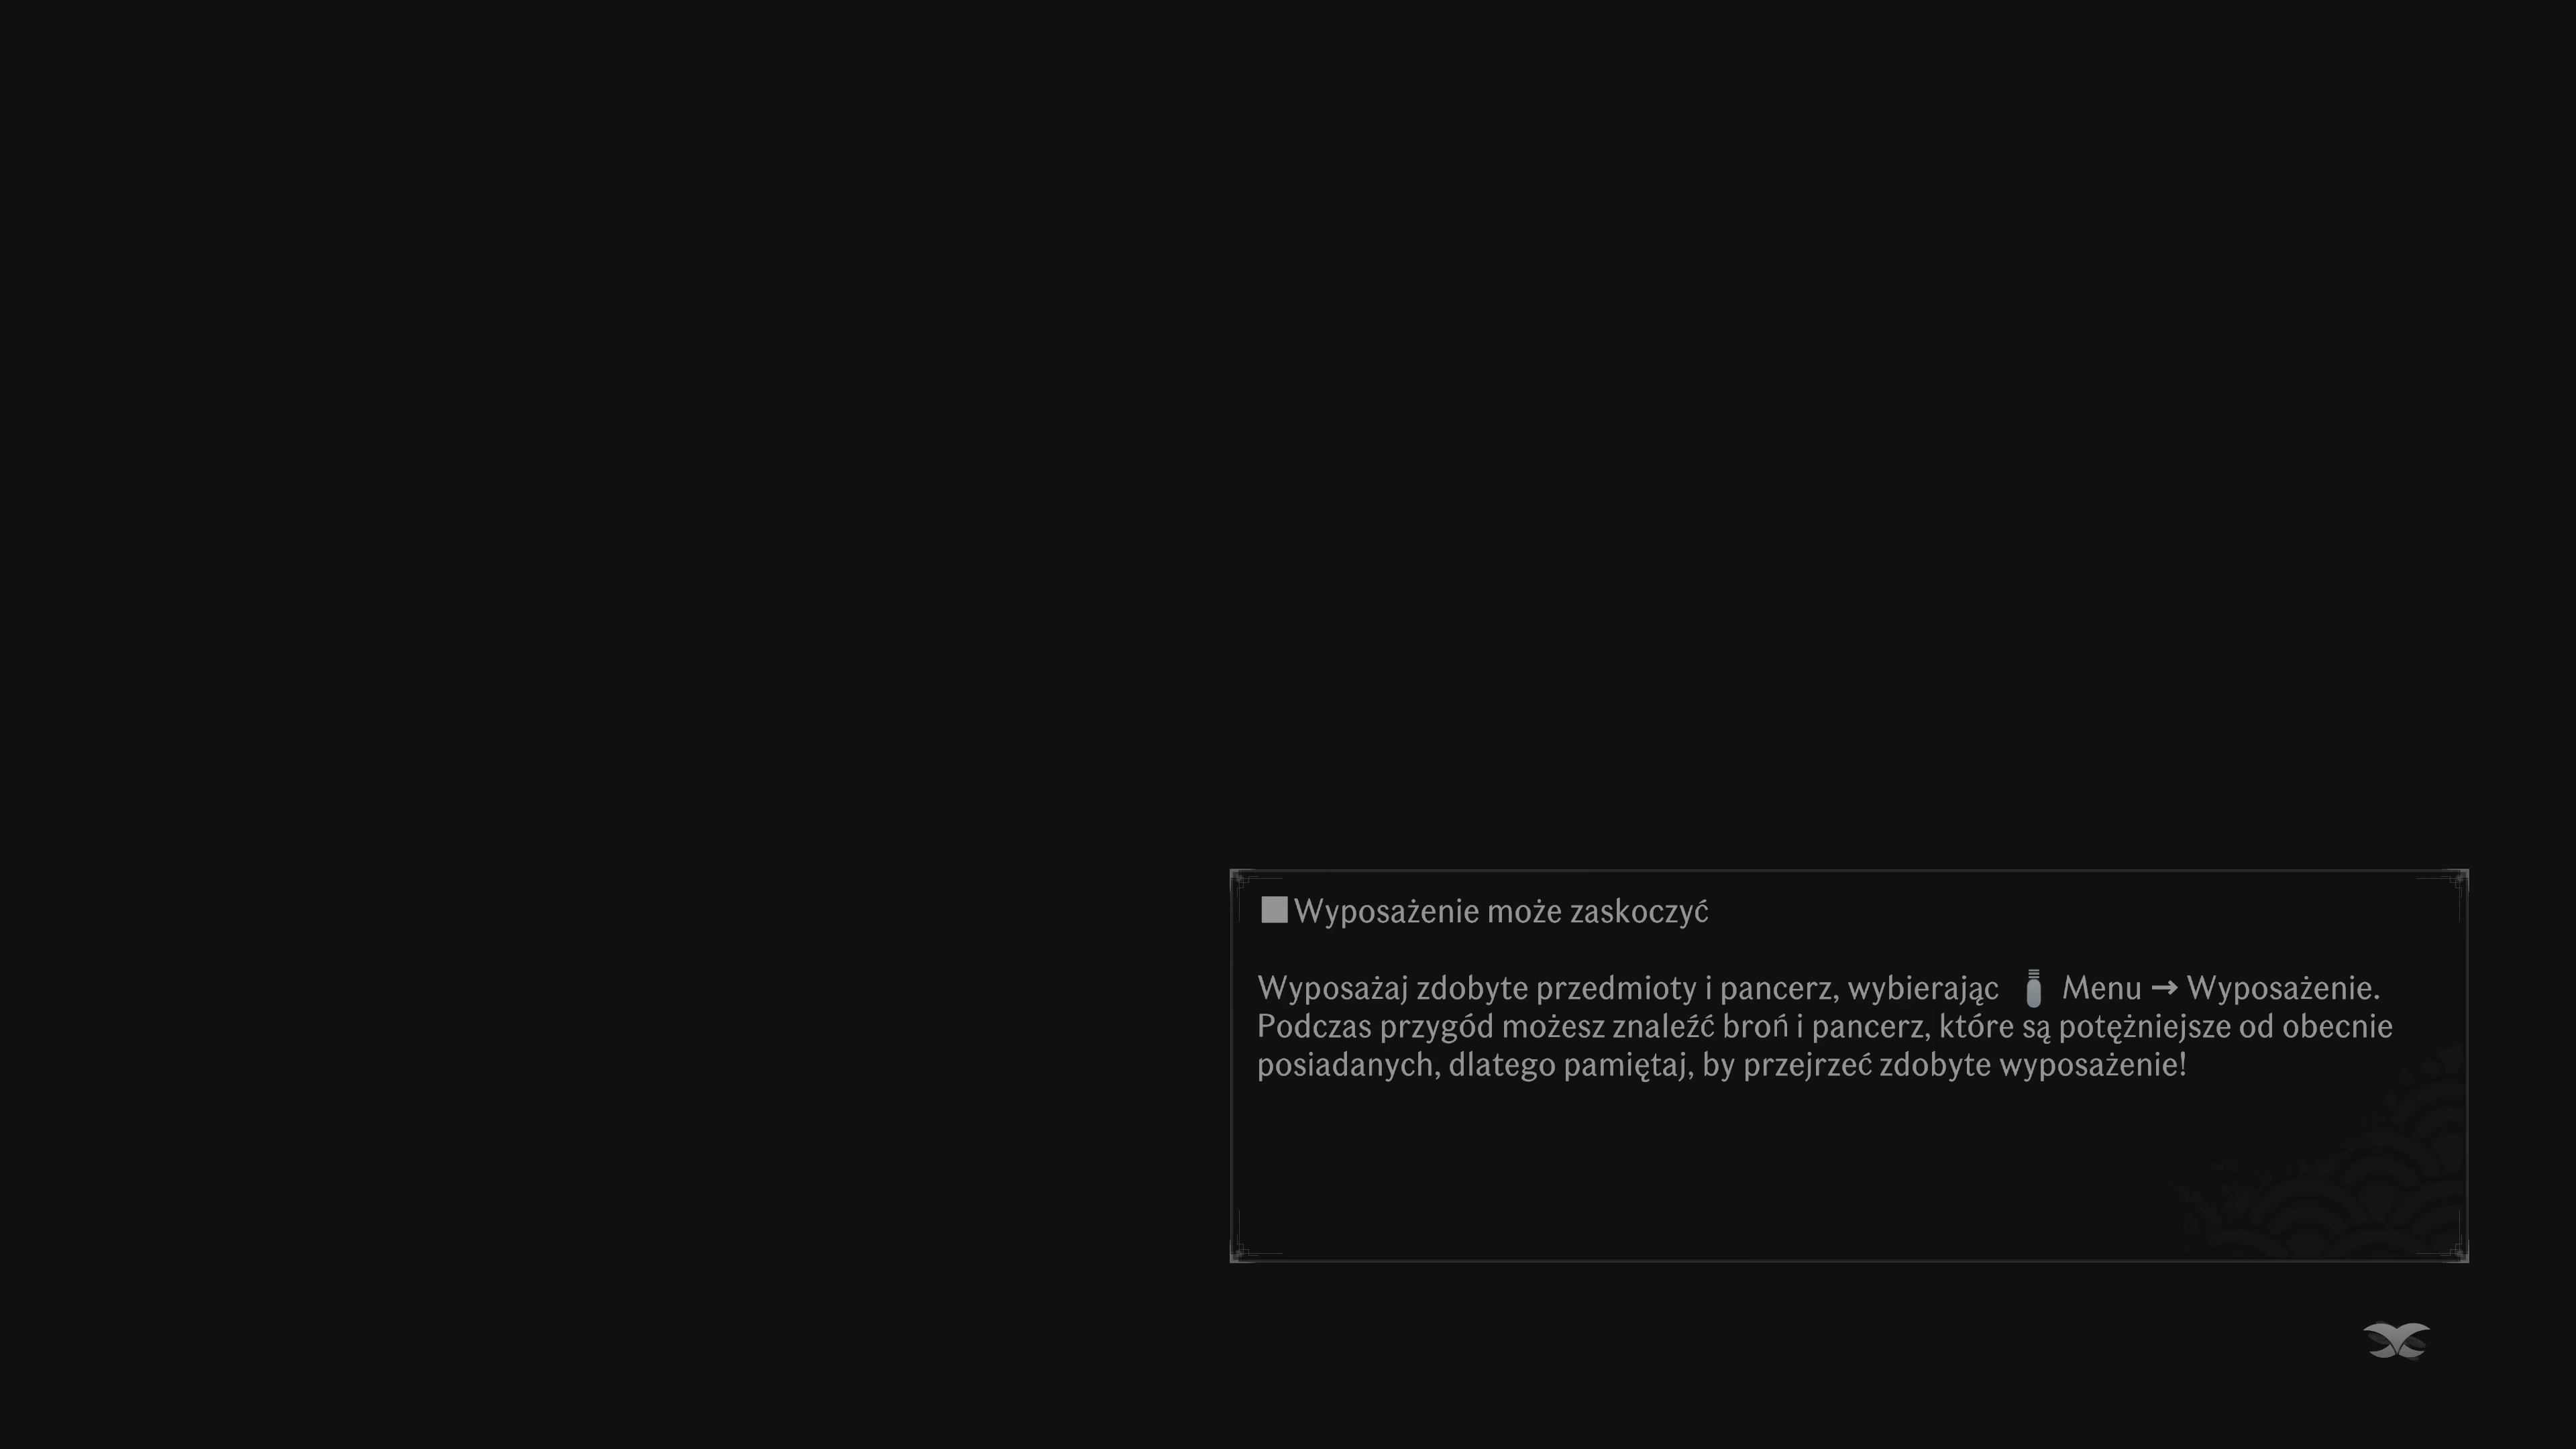 ■Wyposażenie może zaskoczyć
Wyposażaj zdobyte przedmioty i pancerz, wybierając Menu → Wyposażenie.
Podczas przygód możesz znaleźć broń i pancerz, które są potężniejsze od obecnie
posiadanych, dlatego pamiętaj, by przejrzeć zdobyte wyposażenie!